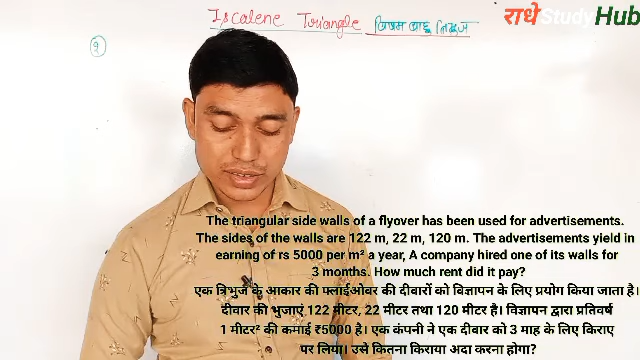 Iscalene Triangle विषम बाहु त्रिभुज
राधे Study Hub
9
The triangular side walls of a flyover has been used for advertisements.
The sides of the walls are 122 m, 22 m, 120 m. The advertisements yield in
earning of rs 5000 per m² a year, A company hired one of its walls for
3 months. How much rent did it pay?
एक त्रिभुज के आकार की फ्लाईओवर की दीवारों को विज्ञापन के लिए प्रयोग किया जाता है।
दीवार की भुजाएं 122 मीटर, 22 मीटर तथा 120 मीटर है। विज्ञापन द्वारा प्रतिवर्ष
1 मीटर² की कमाई ₹5000 है। एक कंपनी ने एक दीवार को 3 माह के लिए किराए
पर लिया। उसे कितना किराया अदा करना होगा?